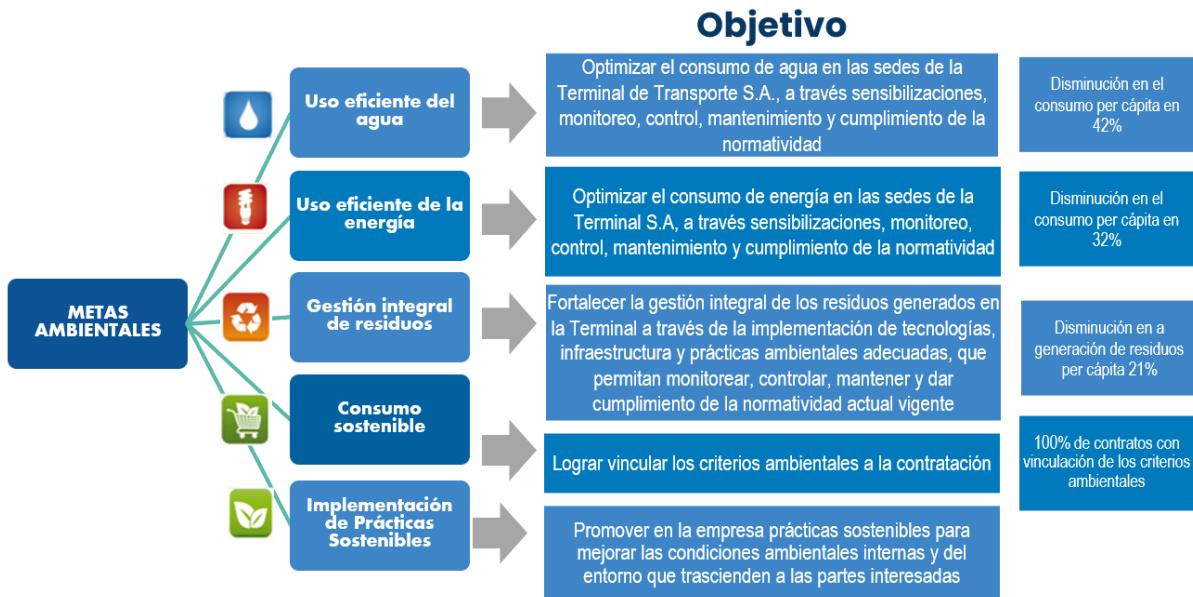 Objetivo
METAS
AMBIENTALES
Uso eficiente del
agua
Optimizar el consumo de agua en las sedes de la
Terminal de Transporte S.A., a través sensibilizaciones,
monitoreo, control, mantenimiento y cumplimiento de la
normatividad
Disminución en el
consumo per cápita en
42%
Uso eficiente de la
energía
Optimizar el consumo de energía en las sedes de la
Terminal S.A, a través sensibilizaciones, monitoreo,
control, mantenimiento y cumplimiento de la normatividad
Disminución en el
consumo per cápita en
32%
Gestión integral
de residuos
Fortalecer la gestión integral de los residuos generados en
la Terminal a través de la implementación de tecnologías,
infraestructura y prácticas ambientales adecuadas, que
permitan monitorear, controlar, mantener y dar
cumplimiento de la normatividad actual vigente
Disminución en a
generación de residuos
per cápita 21%
Consumo
sostenible
Lograr vincular los criterios ambientales a la contratación
100% de contratos con
vinculación de los criterios
ambientales
Implementación
de Prácticas
Sostenibles
Promover en la empresa prácticas sostenibles para
mejorar las condiciones ambientales internas y del
entorno que trascienden a las partes interesadas